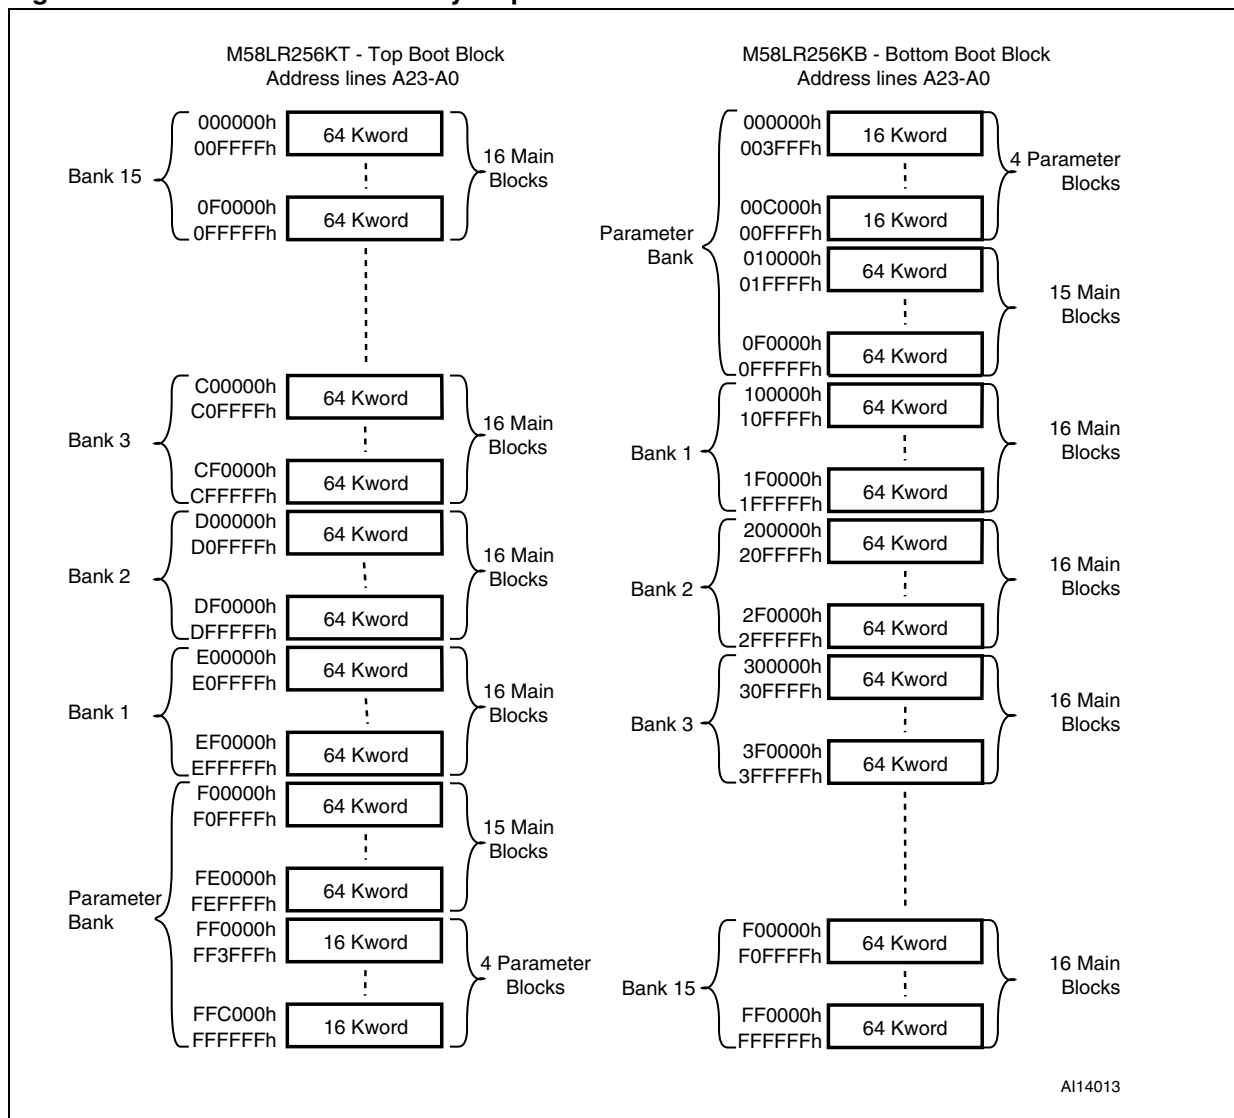 M58LR256KT - Top Boot Block
Address lines A23-A0
000000h
00FFFFh
64 Kword
Bank 15
16 Main
Blocks
0F0000h
0FFFFFh
64 Kword
C00000h
C0FFFFh
64 Kword
Bank 3
16 Main
Blocks
CF0000h
CFFFFFh
64 Kword
D00000h
D0FFFFh
64 Kword
Bank 2
16 Main
Blocks
DF0000h
DFFFFFh
64 Kword
E00000h
E0FFFFh
64 Kword
Bank 1
16 Main
Blocks
EF0000h
EFFFFFh
64 Kword
F00000h
F0FFFFh
64 Kword
15 Main
Blocks
FE0000h
FEFFFFh
64 Kword
Parameter
Bank
FF0000h
FF3FFFh
16 Kword
4 Parameter
Blocks
FFC000h
FFFFFFh
16 Kword
M58LR256KB - Bottom Boot Block
Address lines A23-A0
000000h
003FFFh
16 Kword
4 Parameter
Blocks
00C000h
00FFFFh
16 Kword
Parameter
Bank
010000h
01FFFFh
64 Kword
15 Main
Blocks
0F0000h
0FFFFFh
64 Kword
100000h
10FFFFh
64 Kword
Bank 1
16 Main
Blocks
1F0000h
1FFFFFh
64 Kword
200000h
20FFFFh
64 Kword
Bank 2
16 Main
Blocks
2F0000h
2FFFFFh
64 Kword
300000h
30FFFFh
64 Kword
Bank 3
16 Main
Blocks
3F0000h
3FFFFFh
64 Kword
F00000h
F0FFFFh
64 Kword
Bank 15
16 Main
Blocks
FF0000h
FFFFFFh
64 Kword
AI14013